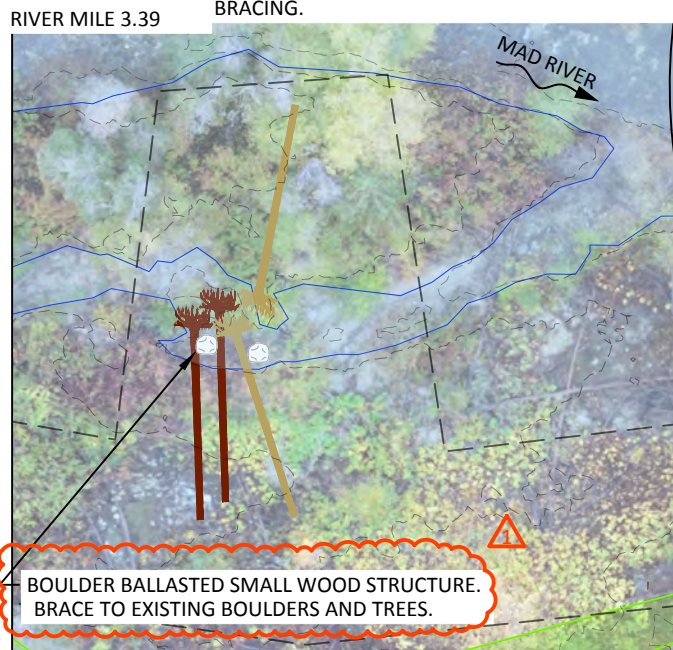 BRACING.
RIVER MILE 3.39
MAD RIVER
1
BOULDER BALLASTED SMALL WOOD STRUCTURE.
BRACE TO EXISTING BOULDERS AND TREES.